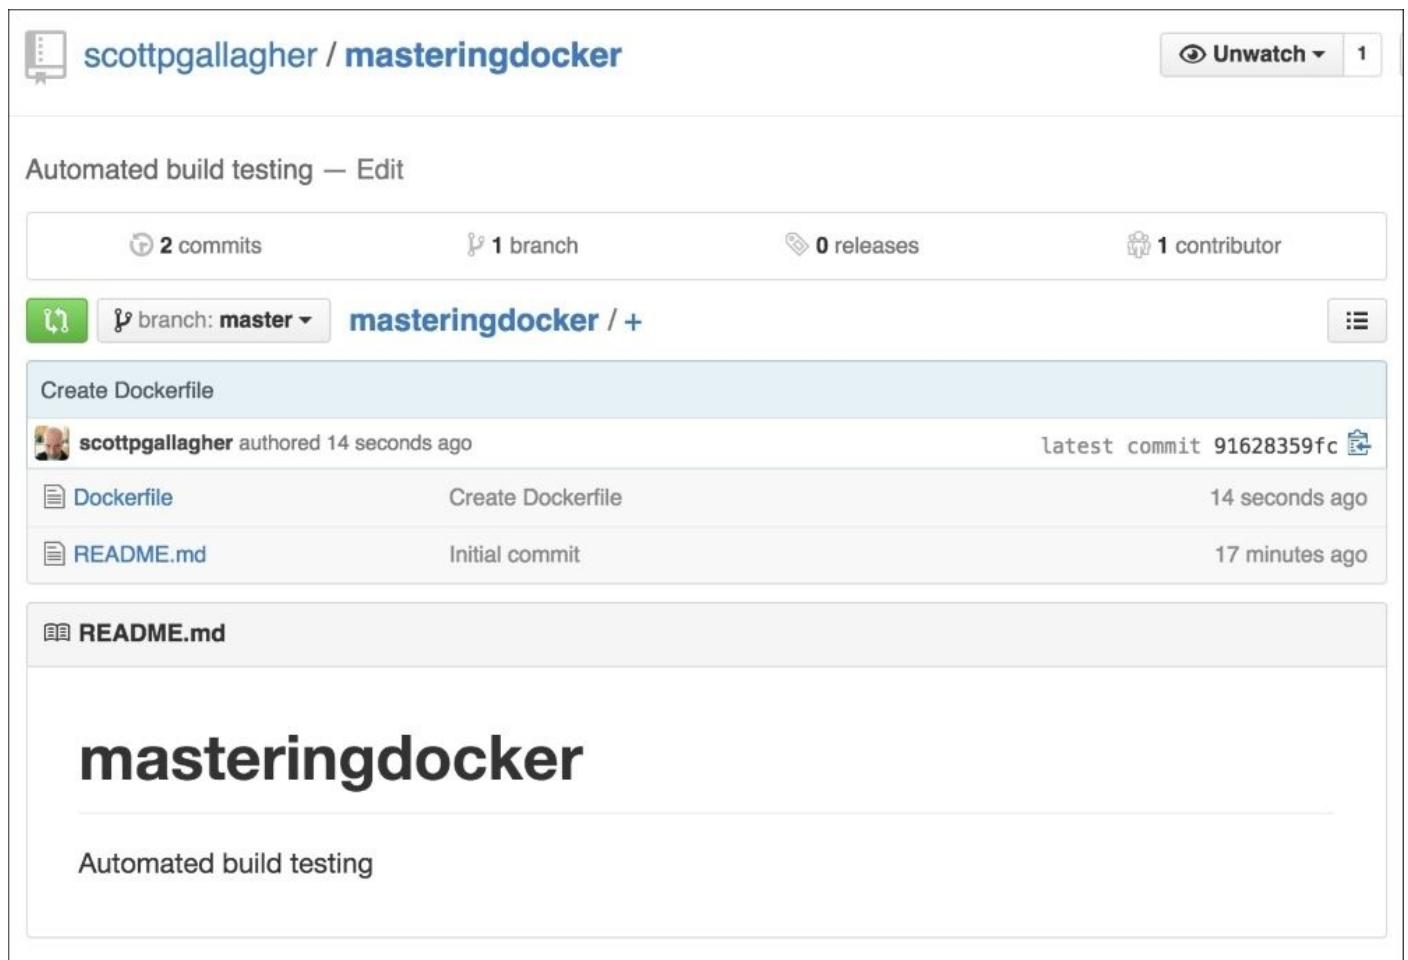 scottpgallagher / masteringdocker
Unwatch 1
Automated build testing — Edit
2 commits 1 branch 0 releases 1 contributor
branch: master masteringdocker / +
Create Dockerfile
scottpgallagher authored 14 seconds ago latest commit 91628359fc
Dockerfile Create Dockerfile 14 seconds ago
README.md Initial commit 17 minutes ago
README.md
masteringdocker
Automated build testing